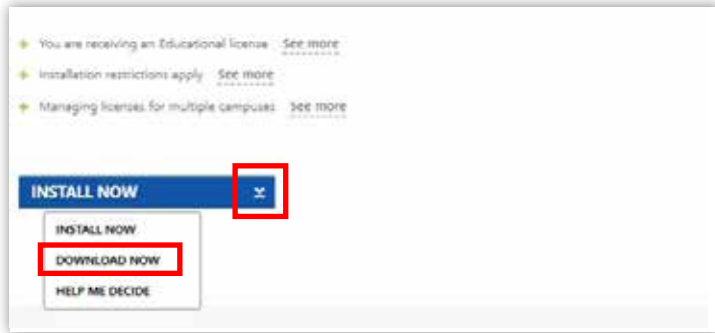 You are receiving an Educational license See more
Installation restrictions apply See more
Managing licenses for multiple campuses See more
INSTALL NOW
INSTALL NOW
DOWNLOAD NOW
HELP ME DECIDE